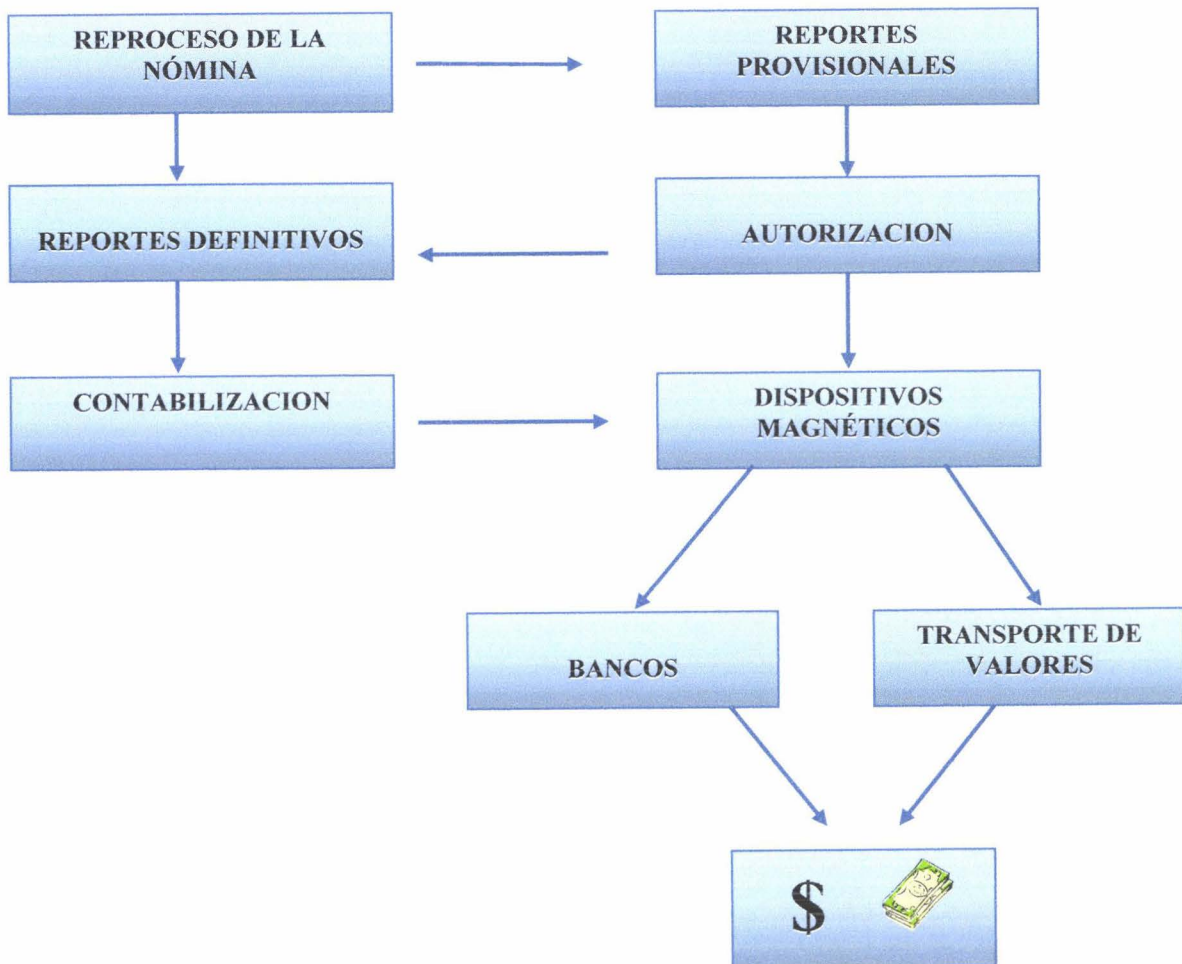 REPROCESO DE LA
NÓMINA
REPORTES
PROVISIONALES
REPORTES DEFINITIVOS
AUTORIZACION
CONTABILIZACION
DISPOSITIVOS
MAGNÉTICOS
BANCOS
TRANSPORTE DE
VALORES
$